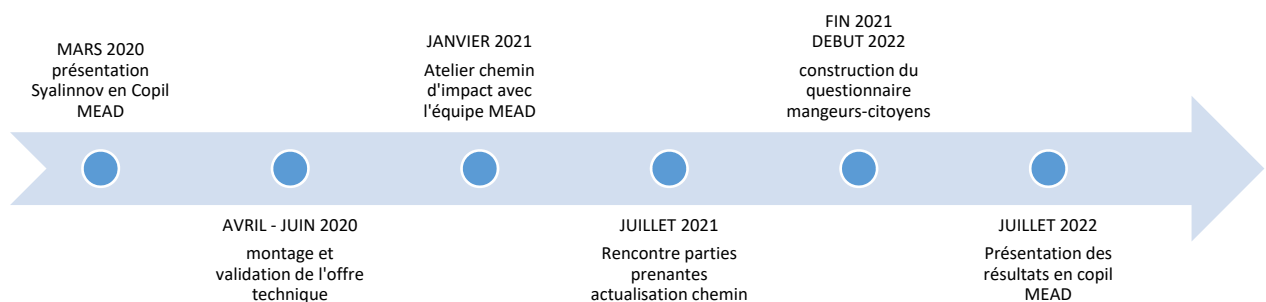 MARS 2020
présentation
Syalinnov en Copil
MEAD
AVRIL - JUIN 2020
montage et
validation de l'offre
technique
JANVIER 2021
Atelier chemin
d'impact avec
l'équipe MEAD
JUILLET 2021
Rencontre parties
prenantes
actualisation chemin
FIN 2021
DEBUT 2022
construction du
questionnaire
mangeurs-citoyens
JUILLET 2022
Présentation des
résultats en copil
MEAD